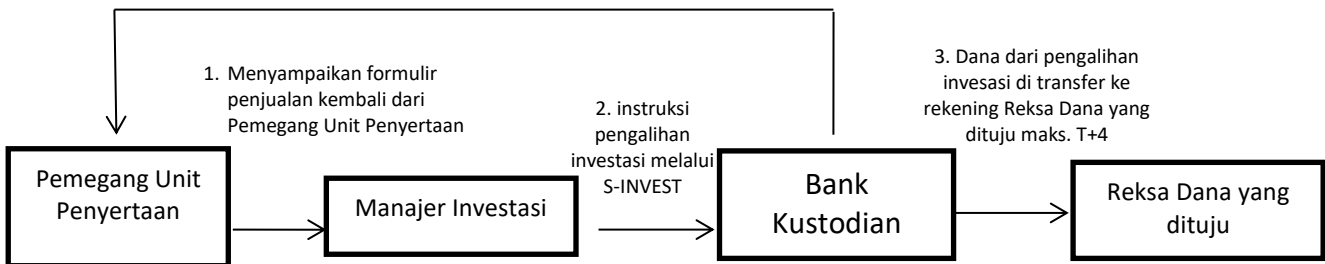 1. Menyampaikan formulir
penjualan kembali dari
Pemegang Unit Penyertaan
2. instruksi
pengalihan
investasi melalui
S-INVEST
3. Dana dari pengalihan
invesasi di transfer ke
rekening Reksa Dana yang
dituju maks. T+4
Pemegang Unit
Penyertaan
Manajer Investasi
Bank
Kustodian
Reksa Dana yang
dituju